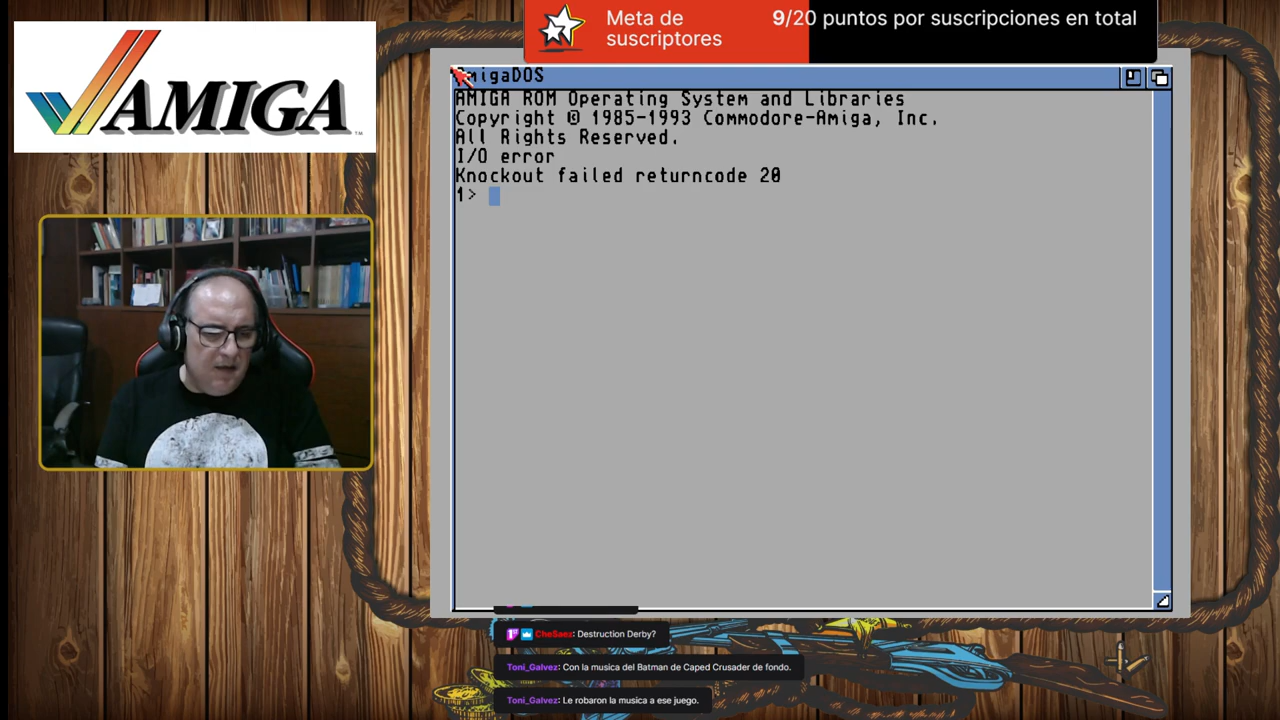 Meta de
suscriptores
9/20 puntos por suscripciones en total
AMIGA
™
AmigaDOS
AMIGA ROM Operating System and Libraries
Copyright © 1985-1993 Commodore-Amiga, Inc.
All Rights Reserved.
I/O error
Knockout failed returncode 20
1>
CheSaez: Destruction Derby?
Toni_Galvez: Con la musica del Batman de Caped Crusader de fondo.
Toni_Galvez: Le robaron la musica a ese juego.